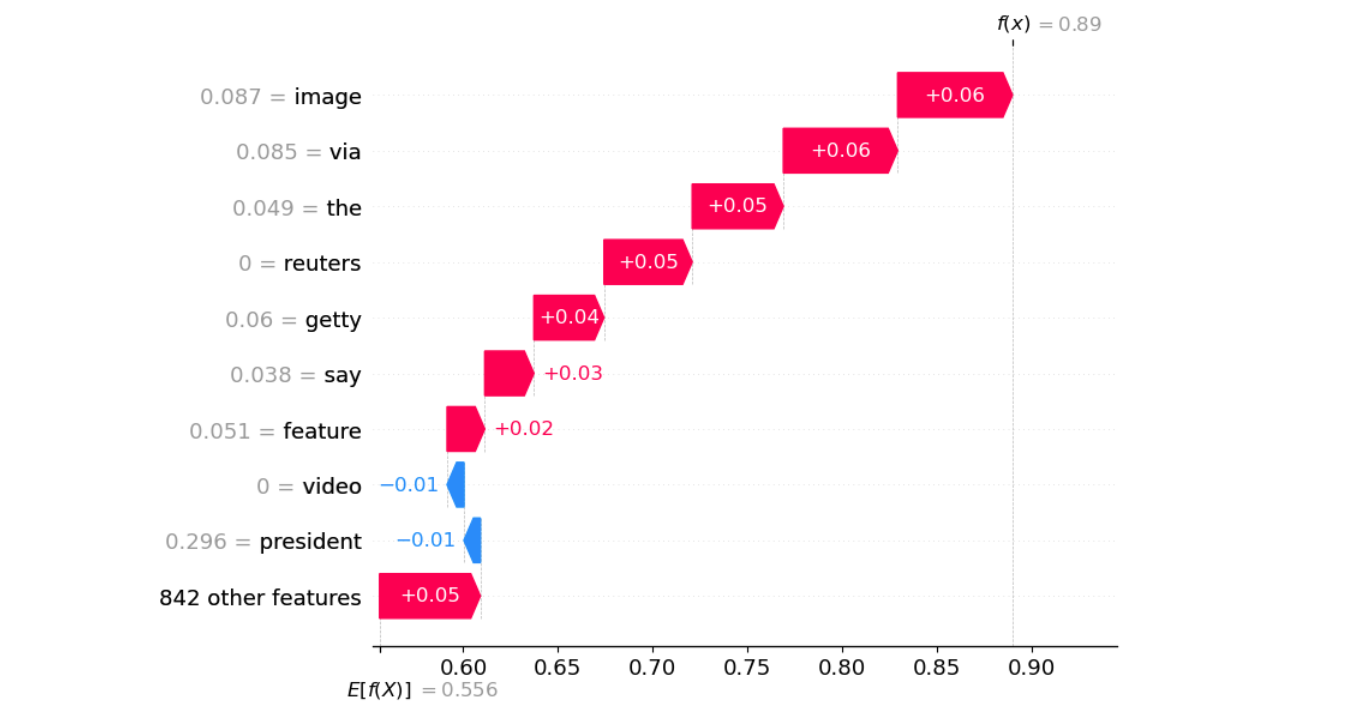 f(x) = 0.89
0.087 = image +0.06
0.085 = via +0.06
0.049 = the +0.05
0 = reuters +0.05
0.06 = getty +0.04
0.038 = say +0.03
0.051 = feature +0.02
0 = video −0.01
0.296 = president −0.01
842 other features +0.05
0.60 0.65 0.70 0.75 0.80 0.85 0.90
E[f(X)] = 0.556